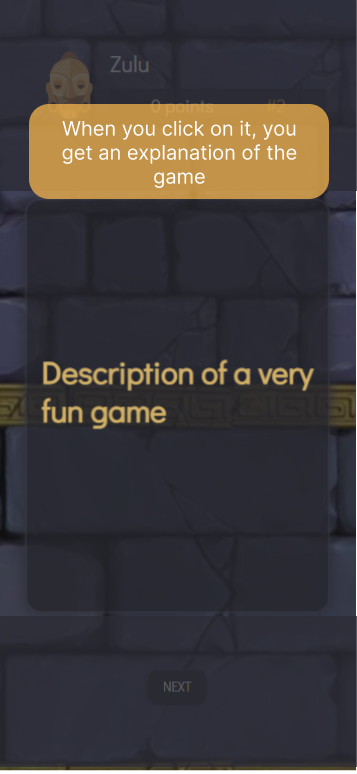 Zulu
0 points #2
When you click on it, you
get an explanation of the
game
Description of a very
fun game
NEXT